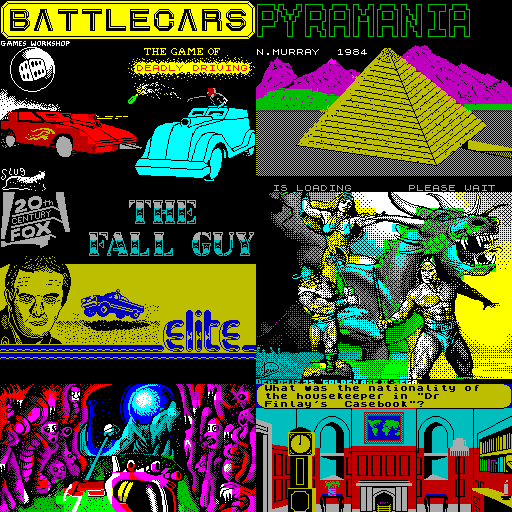 BATTLECARS
GAMES WORKSHOP
THE GAME OF
DEADLY DRIVING
SLUG
PYRAMANIA
N.MURRAY 1984
IS LOADING PLEASE WAIT
20th
CENTURY
FOX
THE
FALL GUY
elite
What was the nationality of
the housekeeper in "Dr
Finlay's Casebook"?